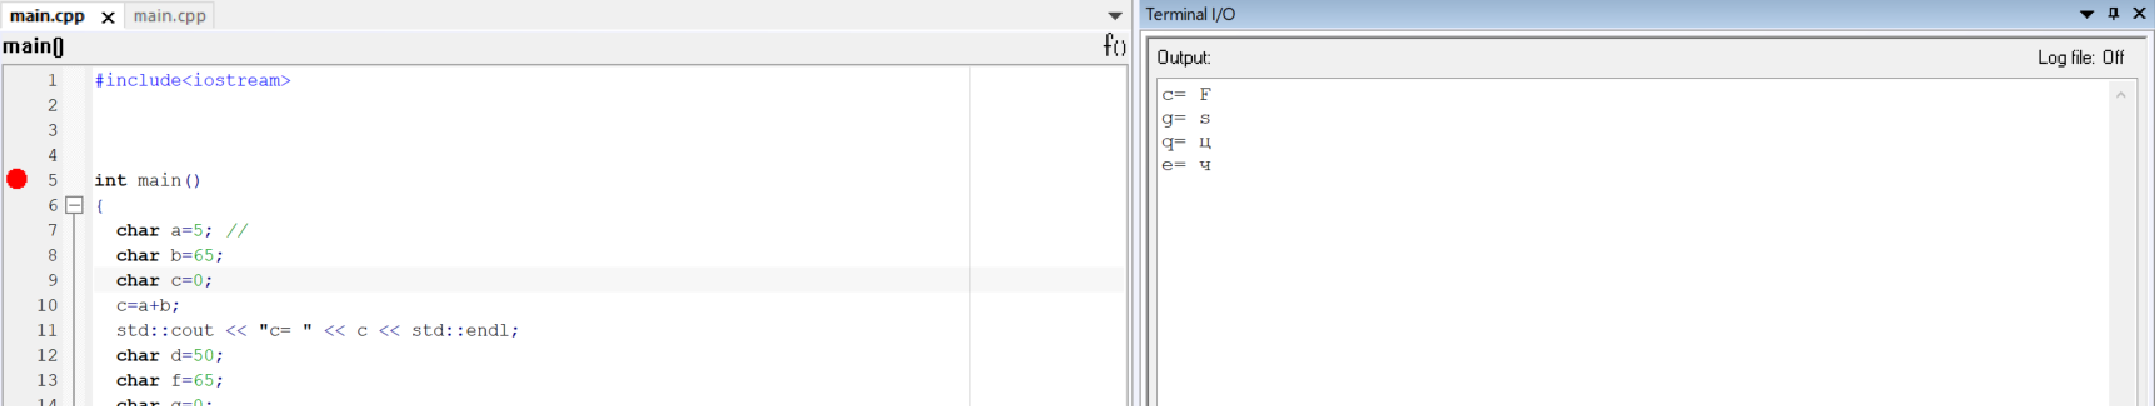 main.cpp x main.cpp
main() f()
1 #include<iostream>
2
3
4
5 int main()
6 {
7 char a=5; //
8 char b=65;
9 char c=0;
10 c=a+b;
11 std::cout << "c= " << c << std::endl;
12 char d=50;
13 char f=65;
14 char g=0;
Terminal I/O
Output: Log file: Off
c= F
g= s
q= ц
e= ч